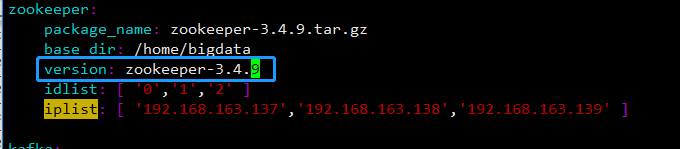 zookeeper:
package_name: zookeeper-3.4.9.tar.gz
base_dir: /home/bigdata
version: zookeeper-3.4.9
idlist: [ '0','1','2' ]
iplist: [ '192.168.163.137','192.168.163.138','192.168.163.139' ]
kafka: